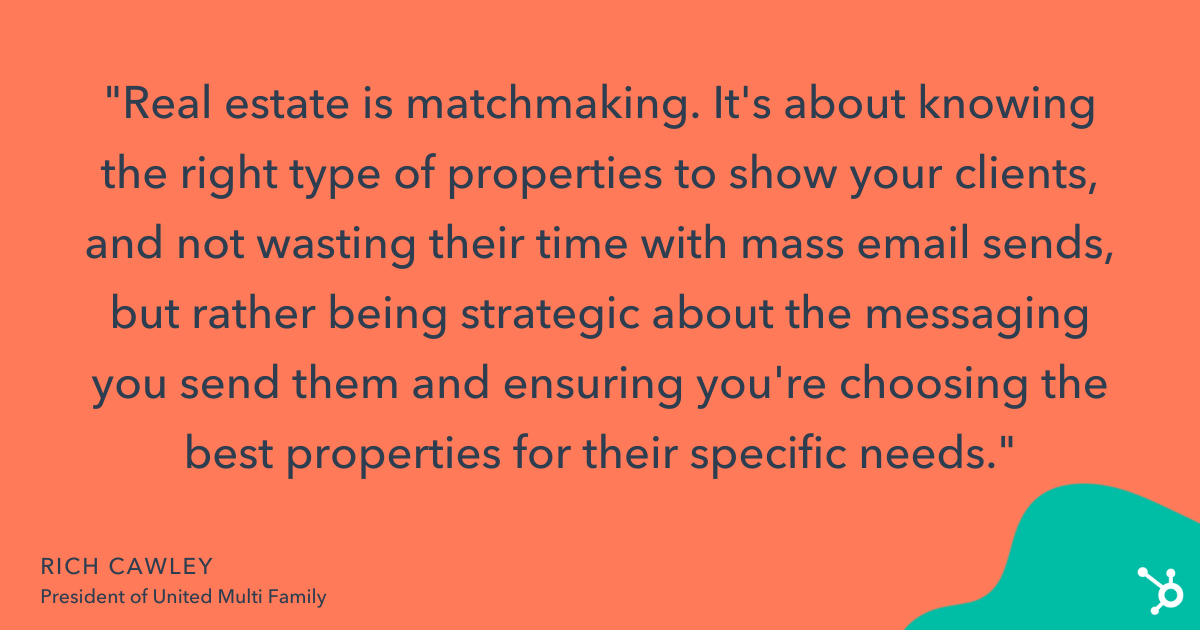 "Real estate is matchmaking. It's about knowing
the right type of properties to show your clients,
and not wasting their time with mass email sends,
but rather being strategic about the messaging
you send them and ensuring you're choosing the
best properties for their specific needs."
RICH CAWLEY
President of United Multi Family